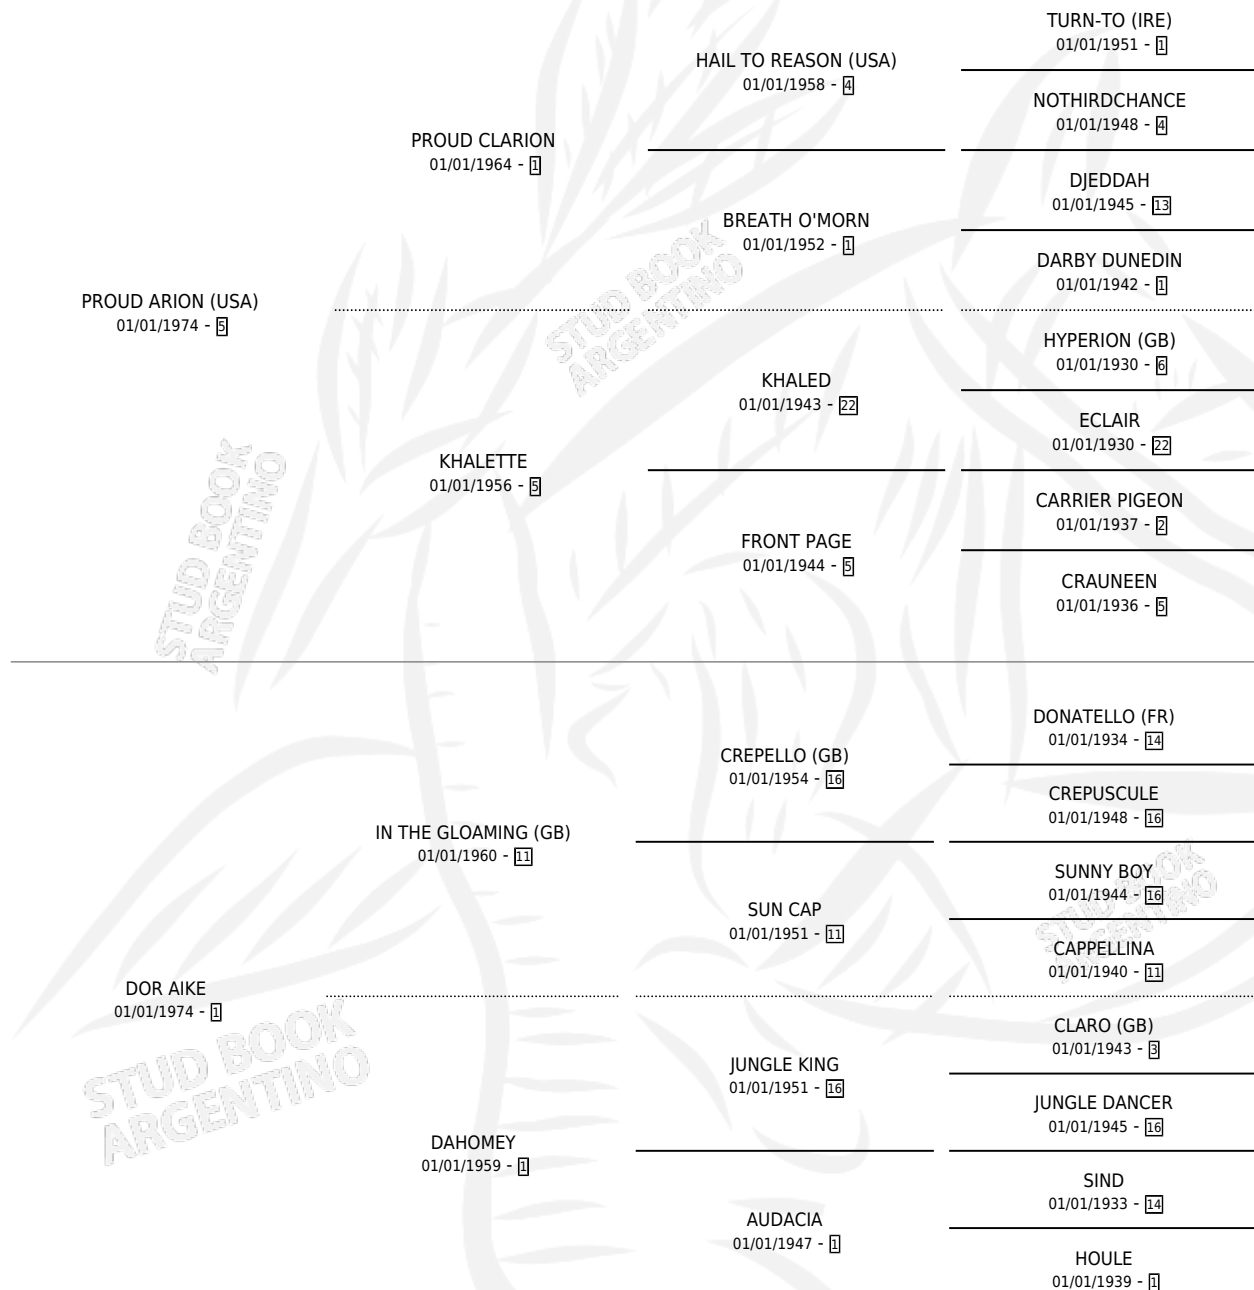 TURN-TO (IRE)
01/01/1951 - 1
HAIL TO REASON (USA)
01/01/1958 - 4
NOTHIRDCHANCE
01/01/1948 - 4
PROUD CLARION
01/01/1964 - 1
DJEDDAH
01/01/1945 - 13
BREATH O'MORN
01/01/1952 - 1
DARBY DUNEDIN
01/01/1942 - 1
PROUD ARION (USA)
01/01/1974 - 5
HYPERION (GB)
01/01/1930 - 6
KHALED
01/01/1943 - 22
ECLAIR
01/01/1930 - 22
KHALETTE
01/01/1956 - 5
CARRIER PIGEON
01/01/1937 - 2
FRONT PAGE
01/01/1944 - 5
CRAUNEEN
01/01/1936 - 5
DONATELLO (FR)
01/01/1934 - 14
CREPELLO (GB)
01/01/1954 - 16
CREPUSCULE
01/01/1948 - 16
IN THE GLOAMING (GB)
01/01/1960 - 11
SUNNY BOY
01/01/1944 - 16
SUN CAP
01/01/1951 - 11
CAPPELLINA
01/01/1940 - 11
DOR AIKE
01/01/1974 - 1
CLARO (GB)
01/01/1943 - 3
JUNGLE KING
01/01/1951 - 16
JUNGLE DANCER
01/01/1945 - 16
DAHOMEY
01/01/1959 - 1
SIND
01/01/1933 - 14
AUDACIA
01/01/1947 - 1
HOULE
01/01/1939 - 1
STUD BOOK
ARGENTINO
STUD BOOK
ARGENTINO
STUD BOOK
ARGENTINO
STUD BOOK
ARGENTINO